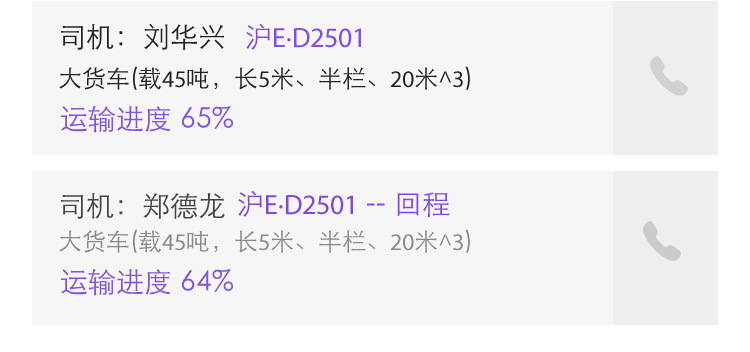 司机：刘华兴 沪E·D2501
大货车(载45吨，长5米、半栏、20米^3)
运输进度 65%
司机：郑德龙 沪E·D2501 -- 回程
大货车(载45吨，长5米、半栏、20米^3)
运输进度 64%